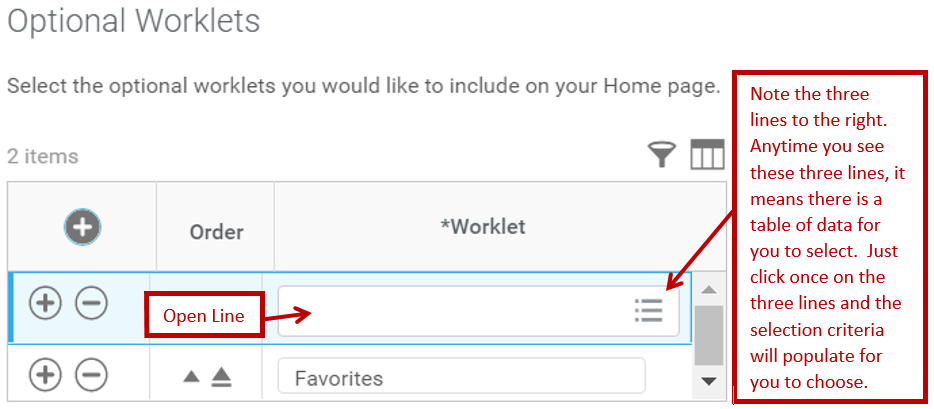 Optional Worklets
Select the optional worklets you would like to include on your Home page.
2 items
Order
*Worklet
Open Line
Favorites
Note the three
lines to the right.
Anytime you see
these three lines, it
means there is a
table of data for
you to select.  Just
click once on the
three lines and the
selection criteria
will populate for
you to choose.